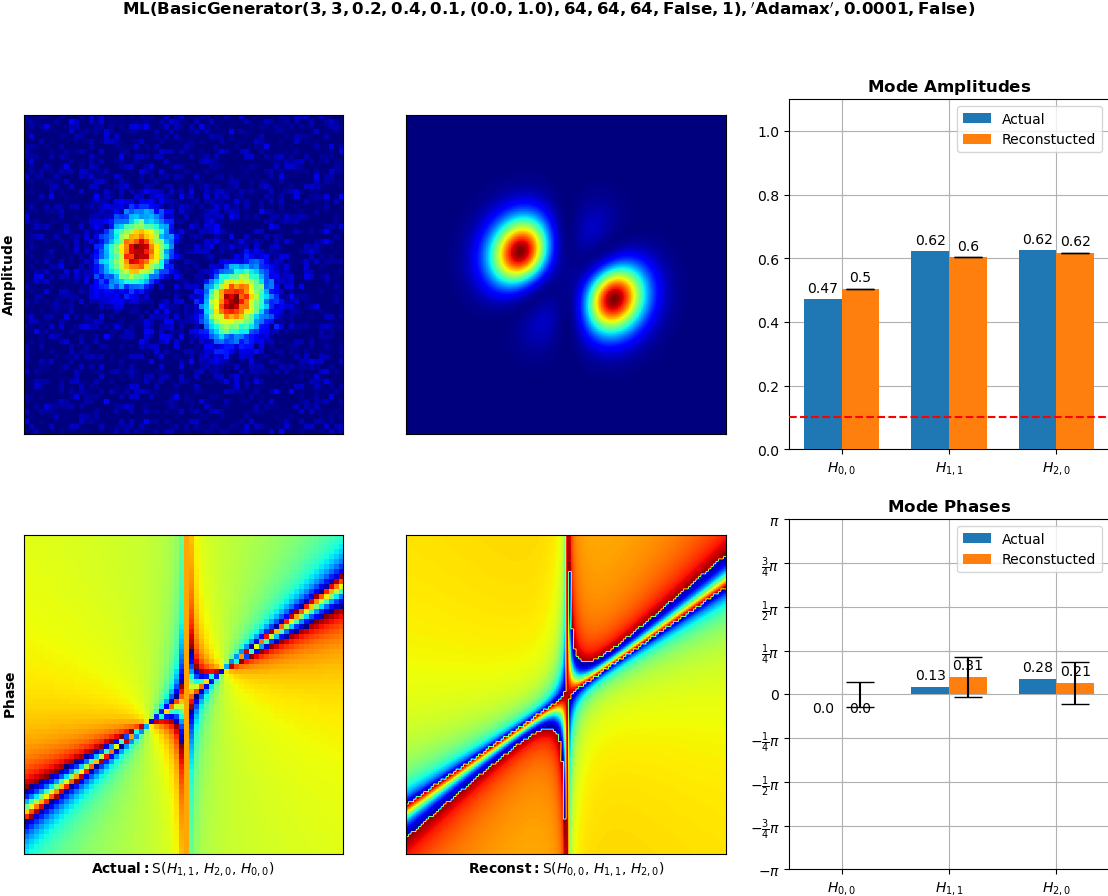 ML(BasicGenerator(3, 3, 0.2, 0.4, 0.1, (0.0, 1.0), 64, 64, 64, False, 1), ′Adamax′, 0.0001, False)
Amplitude
Mode Amplitudes
Actual
Reconstucted
1.0
0.8
0.6
0.4
0.2
0.0
0.47
0.5
0.62
0.6
0.62
0.62
H0,0
H1,1
H2,0
Phase
Actual: S(H1,1, H2,0, H0,0)
Reconst: S(H0,0, H1,1, H2,0)
Mode Phases
Actual
Reconstucted
π
3/4π
1/2π
1/4π
0
−1/4π
−1/2π
−3/4π
−π
0.0
0.0
0.13
0.31
0.28
0.21
H0,0
H1,1
H2,0